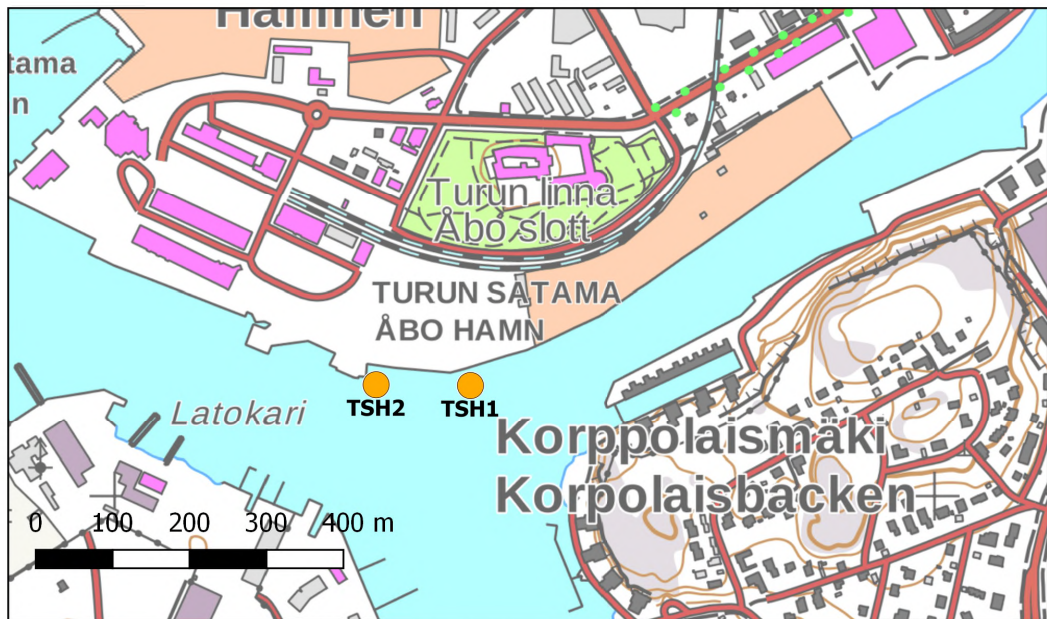 Hamnen
tama
n
Turun linna
Åbo slott
TURUN SATAMA
ÅBO HAMN
TSH2
TSH1
Latokari
Korppolaismäki
Korpolaisbacken
0 100 200 300 400 m